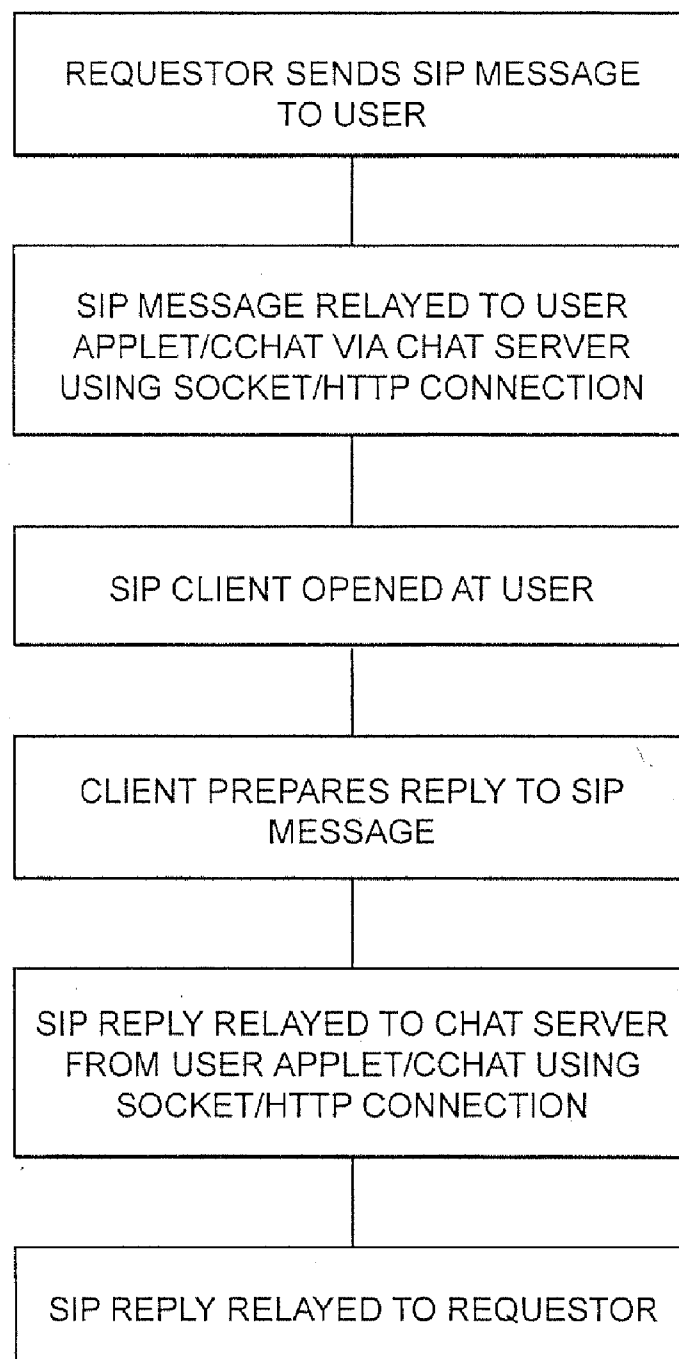 REQUESTOR SENDS SIP MESSAGE
TO USER
SIP MESSAGE RELAYED TO USER
APPLET/CCHAT VIA CHAT SERVER
USING SOCKET/HTTP CONNECTION
SIP CLIENT OPENED AT USER
CLIENT PREPARES REPLY TO SIP
MESSAGE
SIP REPLY RELAYED TO CHAT SERVER
FROM USER APPLET/CCHAT USING
SOCKET/HTTP CONNECTION
SIP REPLY RELAYED TO REQUESTOR